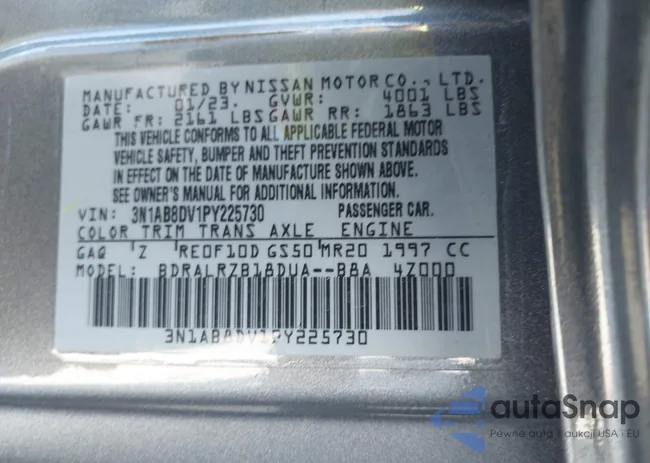 MANUFACTURED BY NISSAN MOTOR CO., LTD.
DATE: 01/23. GVWR: 4001 LBS
GAWR FR: 2161 LBS GAWR RR: 1863 LBS
THIS VEHICLE CONFORMS TO ALL APPLICABLE FEDERAL MOTOR
VEHICLE SAFETY, BUMPER AND THEFT PREVENTION STANDARDS
IN EFFECT ON THE DATE OF MANUFACTURE SHOWN ABOVE.
SEE OWNER'S MANUAL FOR ADDITIONAL INFORMATION.
VIN: 3N1AB8DV1PY225730 PASSENGER CAR.
COLOR TRIM TRANS AXLE ENGINE
GAQ Z RE0F10D GS50 MR20 1997 CC
MODEL: BDRALRZB18DUA--B8A 4Z000
3N1AB8DV1PY225730
autoSnap
Pewne auta z aukcji USA · EU